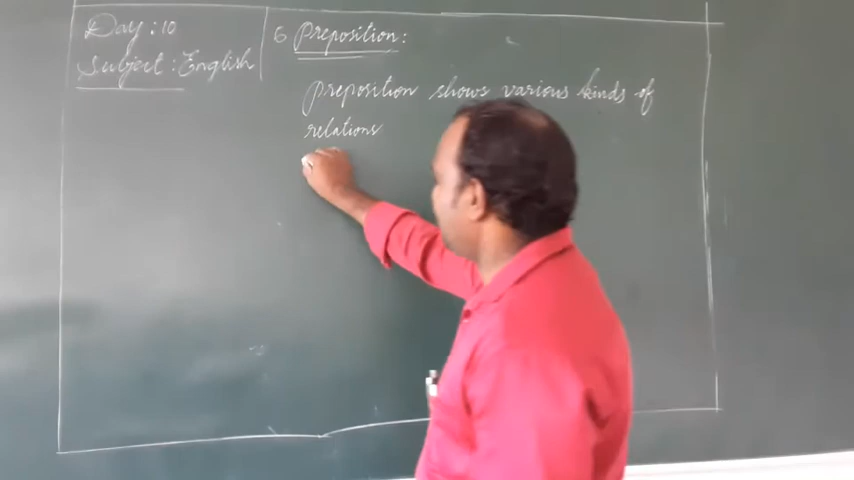 Day : 10
Subject : English
6 Preposition :
Preposition shows various kinds of
relations